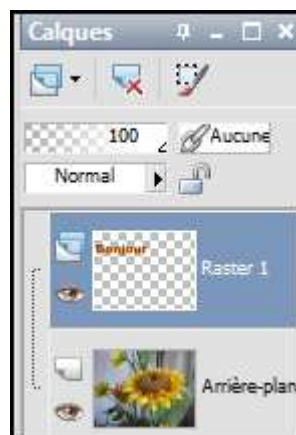 Calques
100 Aucune
Normal
Bonjour
Raster 1
Arrière-plan